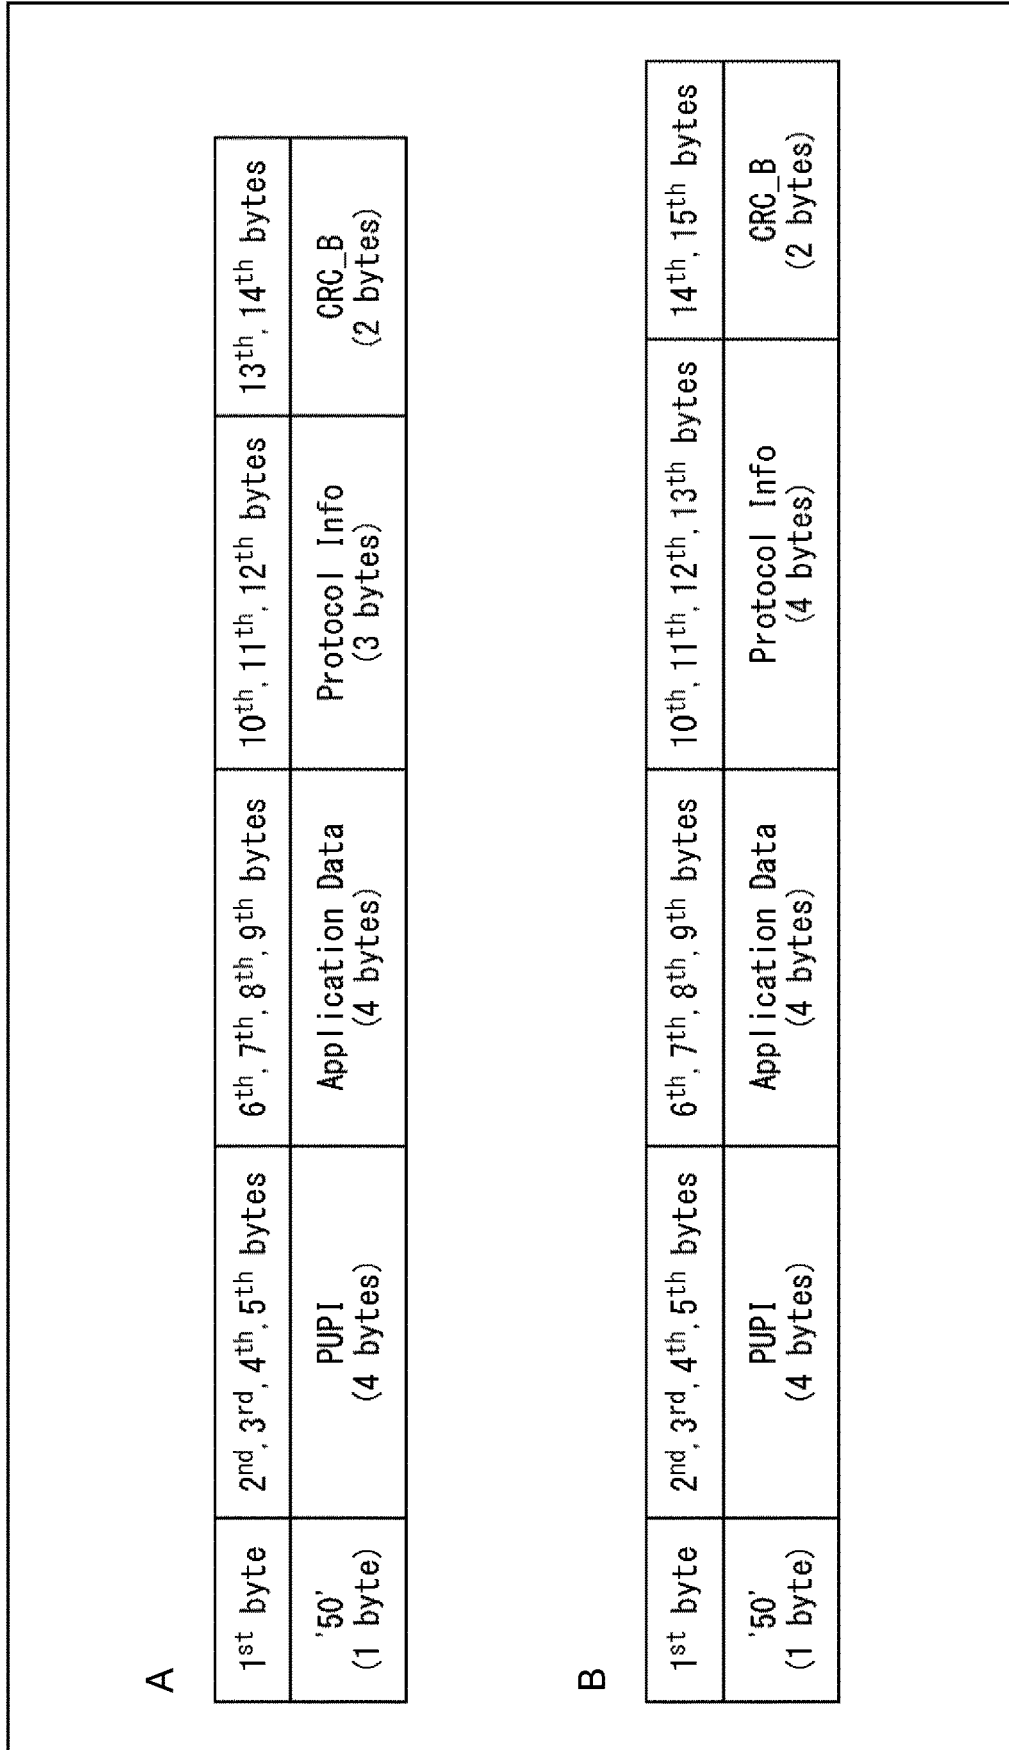 A
1st byte
2nd, 3rd, 4th, 5th bytes
6th, 7th, 8th, 9th bytes
10th, 11th, 12th bytes
13th, 14th bytes
'50'
(1 byte)
PUPI
(4 bytes)
Application Data
(4 bytes)
Protocol Info
(3 bytes)
CRC_B
(2 bytes)
B
1st byte
2nd, 3rd, 4th, 5th bytes
6th, 7th, 8th, 9th bytes
10th, 11th, 12th, 13th bytes
14th, 15th bytes
'50'
(1 byte)
PUPI
(4 bytes)
Application Data
(4 bytes)
Protocol Info
(4 bytes)
CRC_B
(2 bytes)